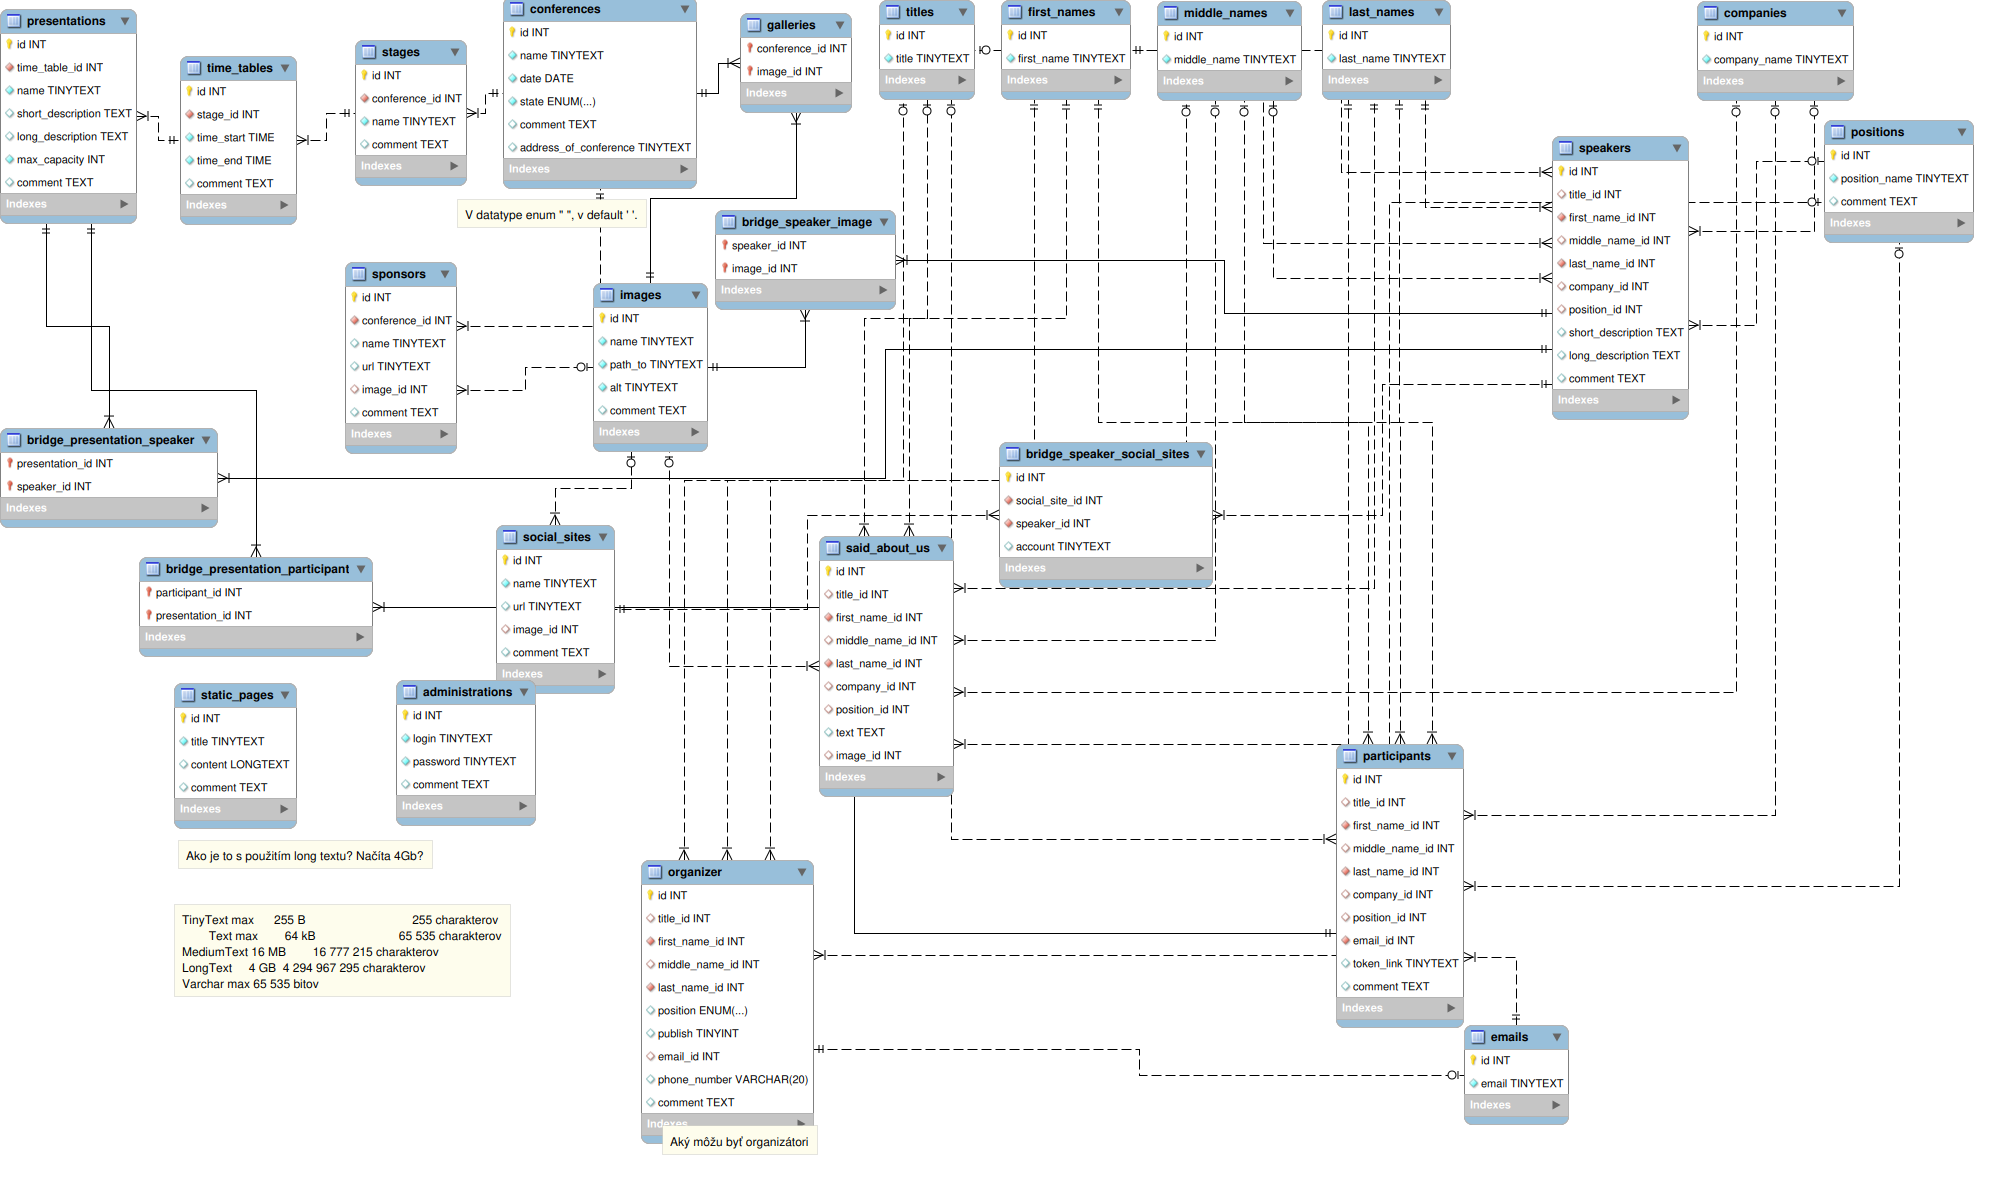 presentations
id INT
time_table_id INT
name TINYTEXT
short_description TEXT
long_description TEXT
max_capacity INT
comment TEXT
Indexes
time_tables
id INT
stage_id INT
time_start TIME
time_end TIME
comment TEXT
Indexes
stages
id INT
conference_id INT
name TINYTEXT
comment TEXT
Indexes
conferences
id INT
name TINYTEXT
date DATE
state ENUM(...)
comment TEXT
address_of_conference TINYTEXT
Indexes
V datatype enum " ", v default ' '.
galleries
conference_id INT
image_id INT
Indexes
titles
id INT
title TINYTEXT
Indexes
first_names
id INT
first_name TINYTEXT
Indexes
middle_names
id INT
middle_name TINYTEXT
Indexes
last_names
id INT
last_name TINYTEXT
Indexes
companies
id INT
company_name TINYTEXT
Indexes
positions
id INT
position_name TINYTEXT
comment TEXT
Indexes
speakers
id INT
title_id INT
first_name_id INT
middle_name_id INT
last_name_id INT
company_id INT
position_id INT
short_description TEXT
long_description TEXT
comment TEXT
Indexes
bridge_speaker_image
speaker_id INT
image_id INT
Indexes
sponsors
id INT
conference_id INT
name TINYTEXT
url TINYTEXT
image_id INT
comment TEXT
Indexes
images
id INT
name TINYTEXT
path_to TINYTEXT
alt TINYTEXT
comment TEXT
Indexes
bridge_presentation_speaker
presentation_id INT
speaker_id INT
Indexes
bridge_speaker_social_sites
id INT
social_site_id INT
speaker_id INT
account TINYTEXT
Indexes
bridge_presentation_participant
participant_id INT
presentation_id INT
Indexes
social_sites
id INT
name TINYTEXT
url TINYTEXT
image_id INT
comment TEXT
Indexes
said_about_us
id INT
title_id INT
first_name_id INT
middle_name_id INT
last_name_id INT
company_id INT
position_id INT
text TEXT
image_id INT
Indexes
static_pages
id INT
title TINYTEXT
content LONGTEXT
comment TEXT
Indexes
administrations
id INT
login TINYTEXT
password TINYTEXT
comment TEXT
Indexes
Ako je to s použitím long textu? Načíta 4Gb?
TinyText max 255 B 255 charakterov
Text max 64 kB 65 535 charakterov
MediumText 16 MB 16 777 215 charakterov
LongText 4 GB 4 294 967 295 charakterov
Varchar max 65 535 bitov
organizer
id INT
title_id INT
first_name_id INT
middle_name_id INT
last_name_id INT
position ENUM(...)
publish TINYINT
email_id INT
phone_number VARCHAR(20)
comment TEXT
Indexes
Aký môžu byť organizátori
participants
id INT
title_id INT
first_name_id INT
middle_name_id INT
last_name_id INT
company_id INT
position_id INT
email_id INT
token_link TINYTEXT
comment TEXT
Indexes
emails
id INT
email TINYTEXT
Indexes